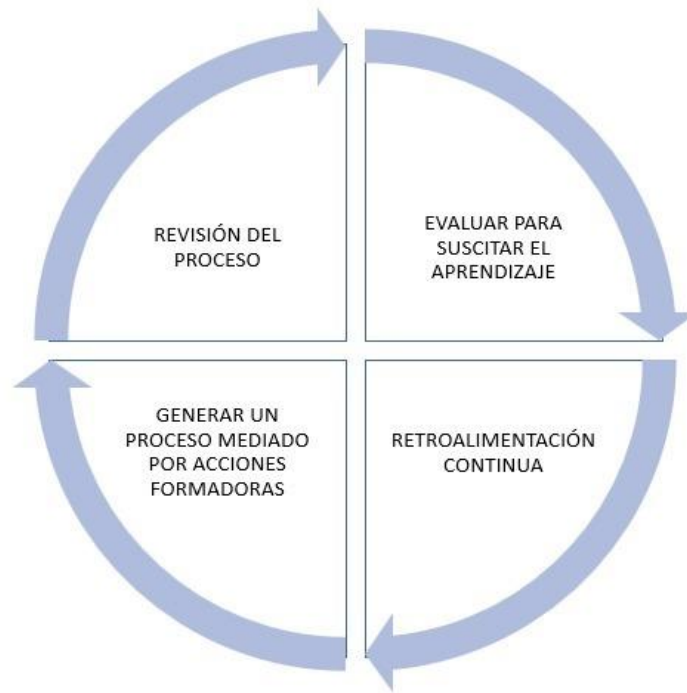 REVISIÓN DEL
PROCESO
EVALUAR PARA
SUSCITAR EL
APRENDIZAJE
GENERAR UN
PROCESO MEDIADO
POR ACCIONES
FORMADORAS
RETROALIMENTACIÓN
CONTINUA